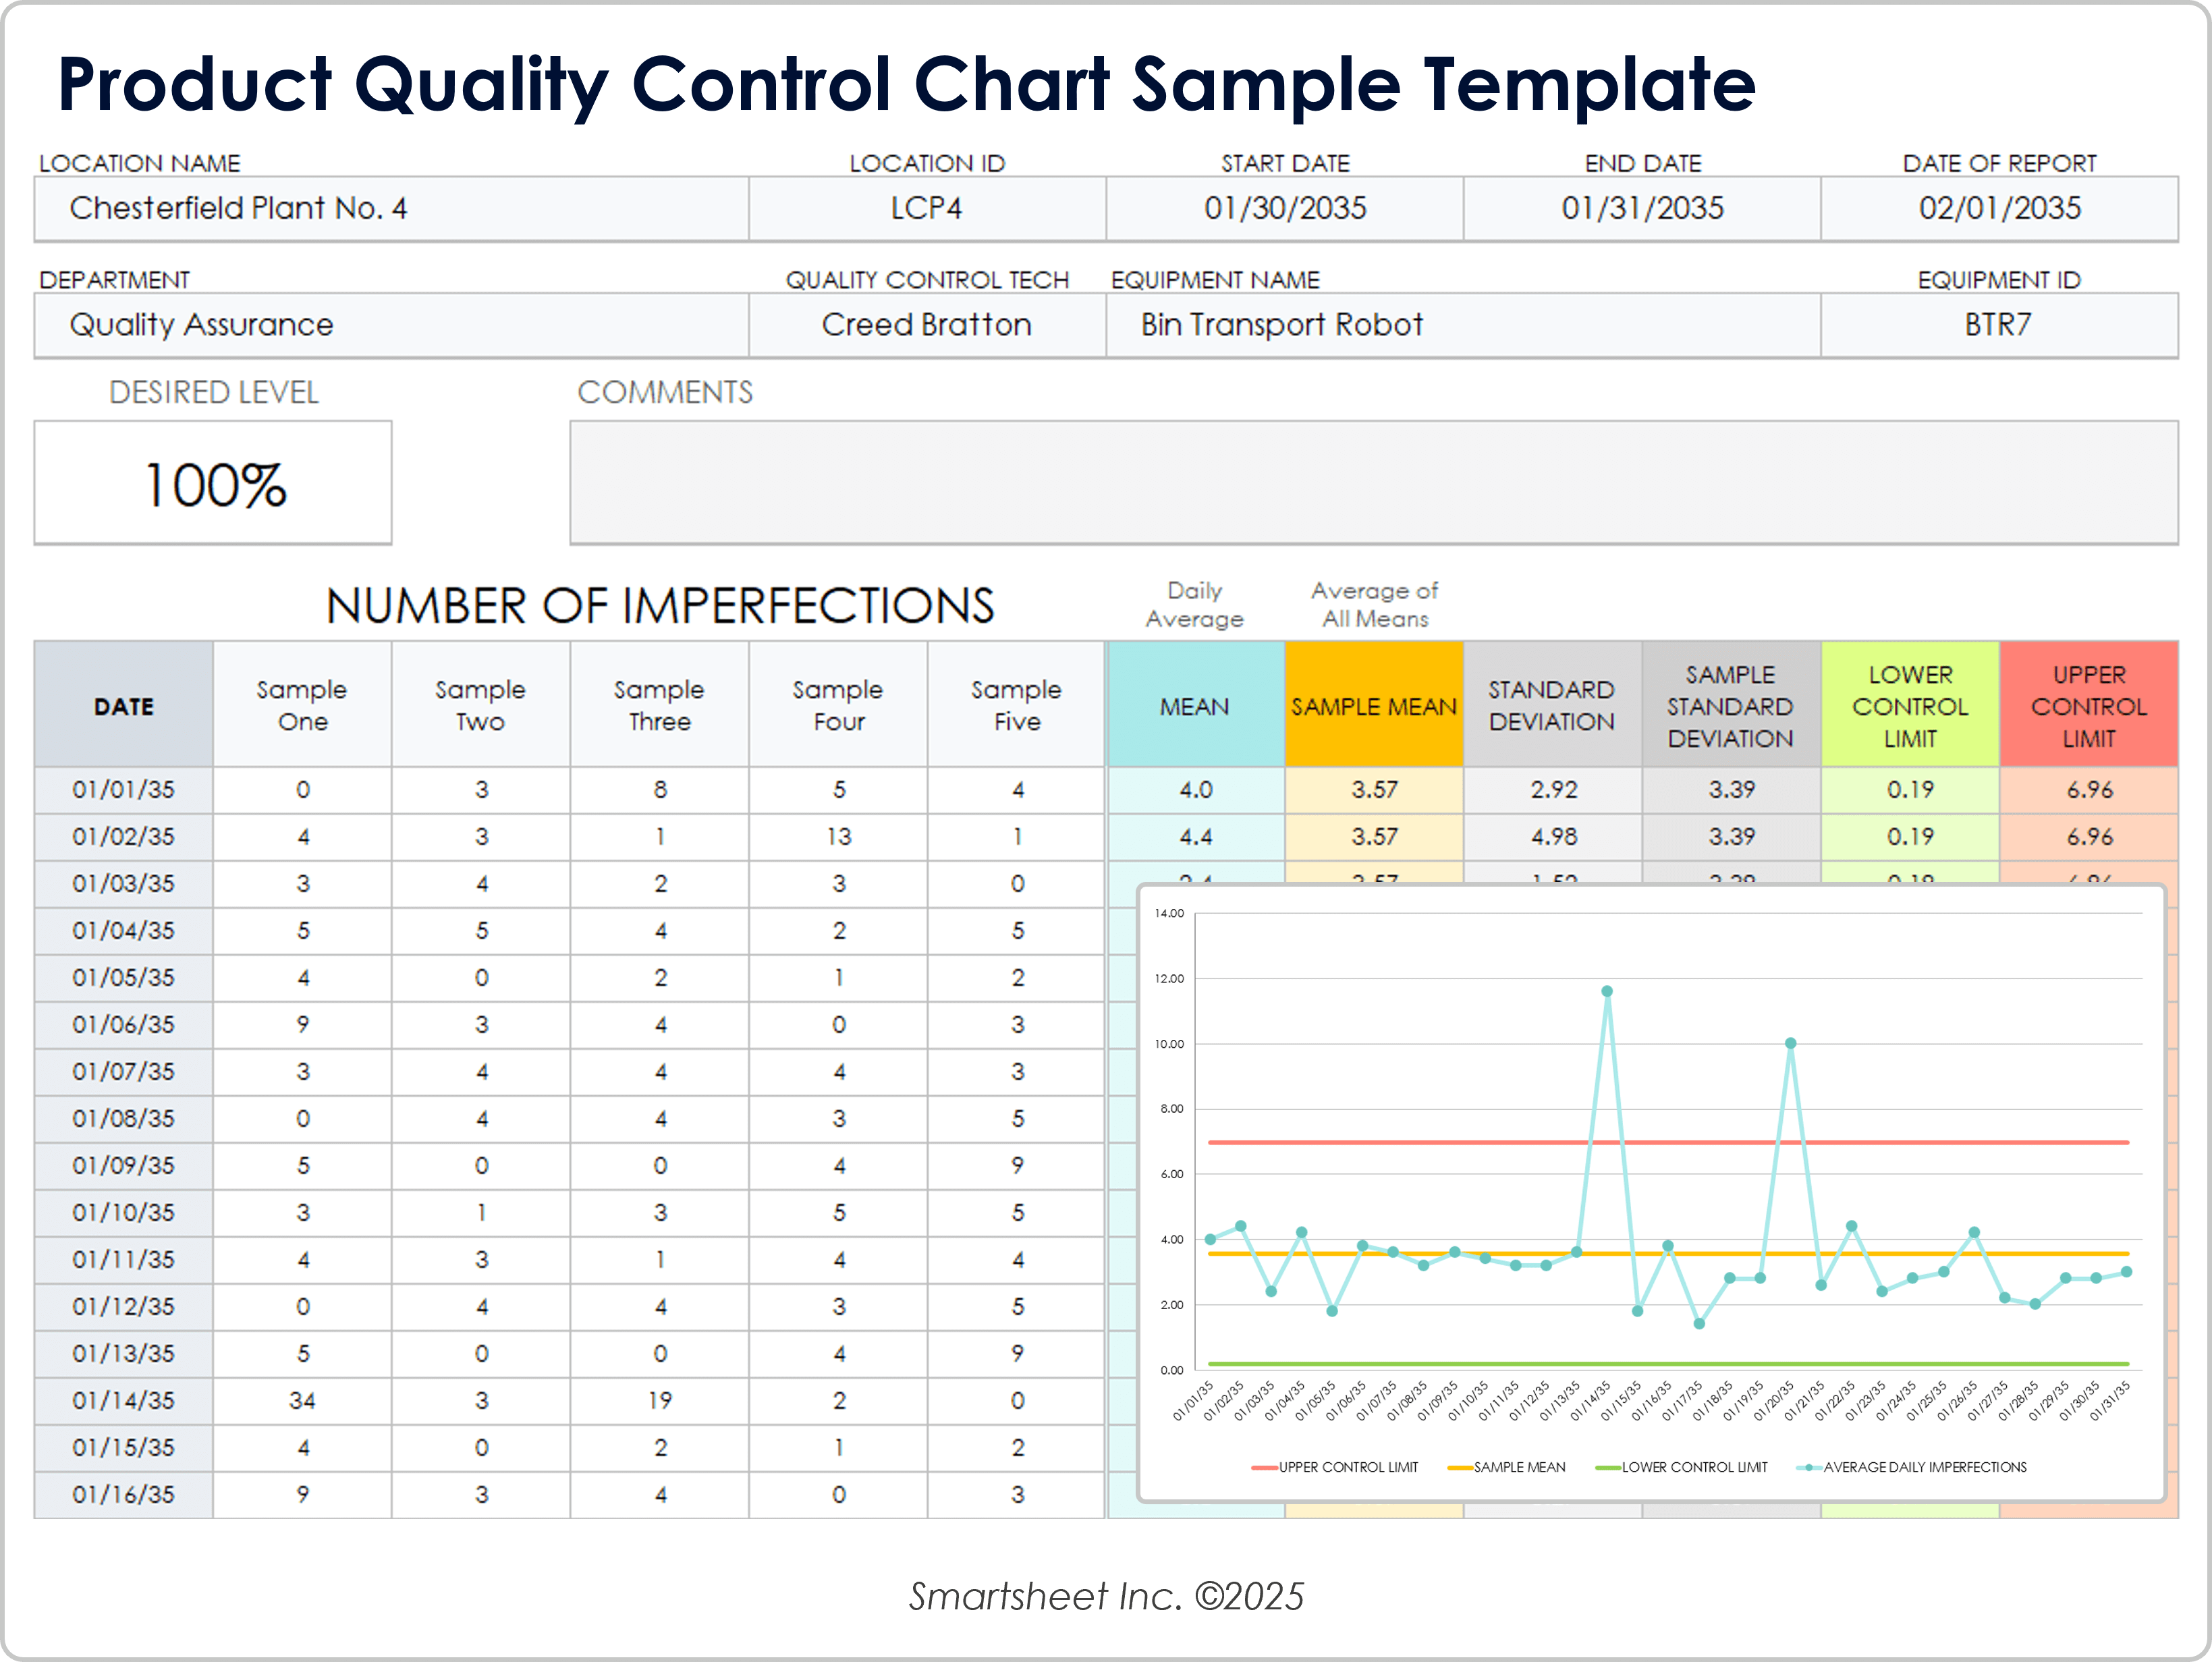 Product Quality Control Chart Sample Template
LOCATION NAME LOCATION ID START DATE END DATE DATE OF REPORT
Chesterfield Plant No. 4 LCP4 01/30/2035 01/31/2035 02/01/2035
DEPARTMENT QUALITY CONTROL TECH EQUIPMENT NAME EQUIPMENT ID
Quality Assurance Creed Bratton Bin Transport Robot BTR7
DESIRED LEVEL COMMENTS
100%
NUMBER OF IMPERFECTIONS
Daily
Average
Average of
All Means
DATE
Sample
One
Sample
Two
Sample
Three
Sample
Four
Sample
Five
MEAN
SAMPLE MEAN
STANDARD
DEVIATION
SAMPLE
STANDARD
DEVIATION
LOWER
CONTROL
LIMIT
UPPER
CONTROL
LIMIT
01/01/35 0 3 8 5 4 4.0 3.57 2.92 3.39 0.19 6.96
01/02/35 4 3 1 13 1 4.4 3.57 4.98 3.39 0.19 6.96
01/03/35 3 4 2 3 0
01/04/35 5 5 4 2 5
01/05/35 4 0 2 1 2
01/06/35 9 3 4 0 3
01/07/35 3 4 4 4 3
01/08/35 0 4 4 3 5
01/09/35 5 0 0 4 9
01/10/35 3 1 3 5 5
01/11/35 4 3 1 4 4
01/12/35 0 4 4 3 5
01/13/35 5 0 0 4 9
01/14/35 34 3 19 2 0
01/15/35 4 0 2 1 2
01/16/35 9 3 4 0 3
14.00
12.00
10.00
8.00
6.00
4.00
2.00
0.00
01/01/35 01/02/35 01/03/35 01/04/35 01/05/35 01/06/35 01/07/35 01/08/35 01/09/35 01/10/35 01/11/35 01/12/35 01/13/35 01/14/35 01/15/35 01/16/35 01/17/35 01/18/35 01/19/35 01/20/35 01/21/35 01/22/35 01/23/35 01/24/35 01/25/35 01/26/35 01/27/35 01/28/35 01/29/35 01/30/35 01/31/35
UPPER CONTROL LIMIT SAMPLE MEAN LOWER CONTROL LIMIT AVERAGE DAILY IMPERFECTIONS
Smartsheet Inc. ©2025